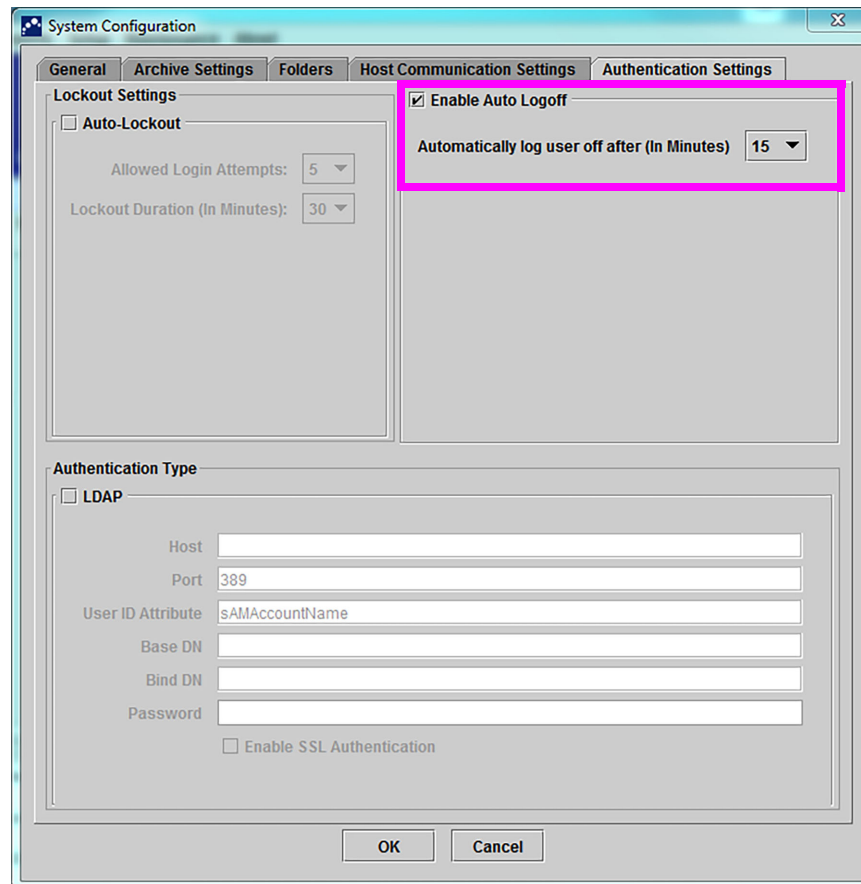 System Configuration
General Archive Settings Folders Host Communication Settings Authentication Settings
Lockout Settings
Auto-Lockout
Allowed Login Attempts: 5
Lockout Duration (In Minutes): 30
Enable Auto Logoff
Automatically log user off after (In Minutes) 15
Authentication Type
LDAP
Host
Port 389
User ID Attribute sAMAccountName
Base DN
Bind DN
Password
Enable SSL Authentication
OK Cancel